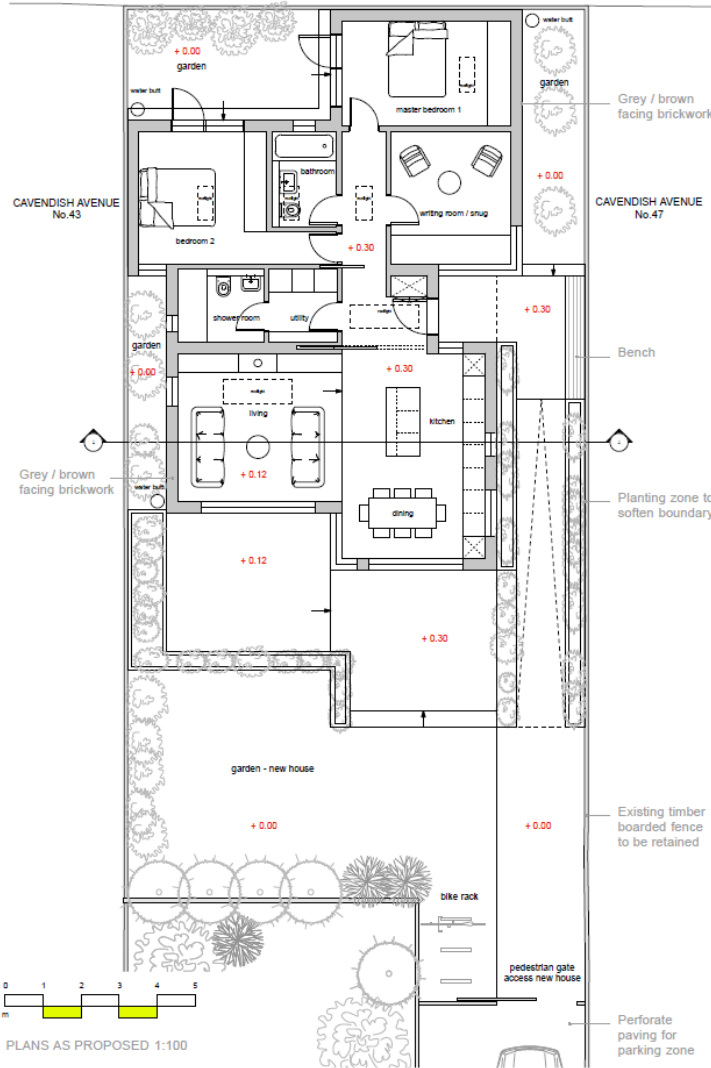 water butt
water butt
+ 0.00
garden
garden
water butt
rooflight
master bedroom 1
Grey / brown
facing brickwork
bathroom
+ 0.00
CAVENDISH AVENUE
No.43
rooflight
rooflight
writing room / snug
CAVENDISH AVENUE
No.47
bedroom 2
+ 0.30
shower room
utility
rooflight
+ 0.30
garden
Bench
+ 0.00
+ 0.30
rooflight
living
kitchen
+ 0.12
Grey / brown
facing brickwork
Planting zone to
soften boundary
dining
+ 0.12
+ 0.30
garden - new house
+ 0.00
+ 0.00
Existing timber
boarded fence
to be retained
bike rack
pedestrian gate
access new house
0 1 2 3 4 5
m
Perforate
paving for
parking zone
PLANS AS PROPOSED 1:100